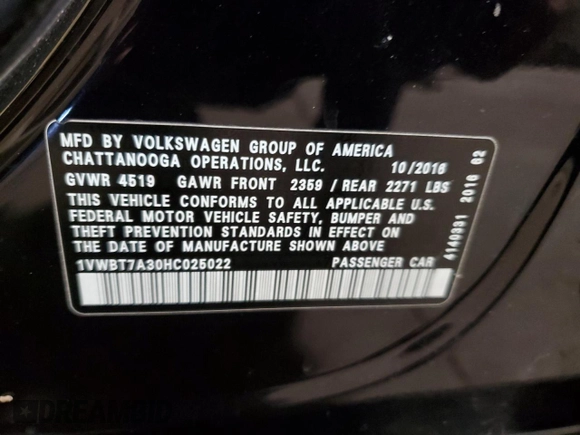 MFD BY VOLKSWAGEN GROUP OF AMERICA
CHATTANOOGA OPERATIONS, LLC. 10/2016
GVWR 4519 GAWR FRONT 2359 / REAR 2271 LBS
THIS VEHICLE CONFORMS TO ALL APPLICABLE U.S.
FEDERAL MOTOR VEHICLE SAFETY, BUMPER AND
THEFT PREVENTION STANDARDS IN EFFECT ON
THE DATE OF MANUFACTURE SHOWN ABOVE
1VWBT7A30HC025022 PASSENGER CAR
4140391 2016 02